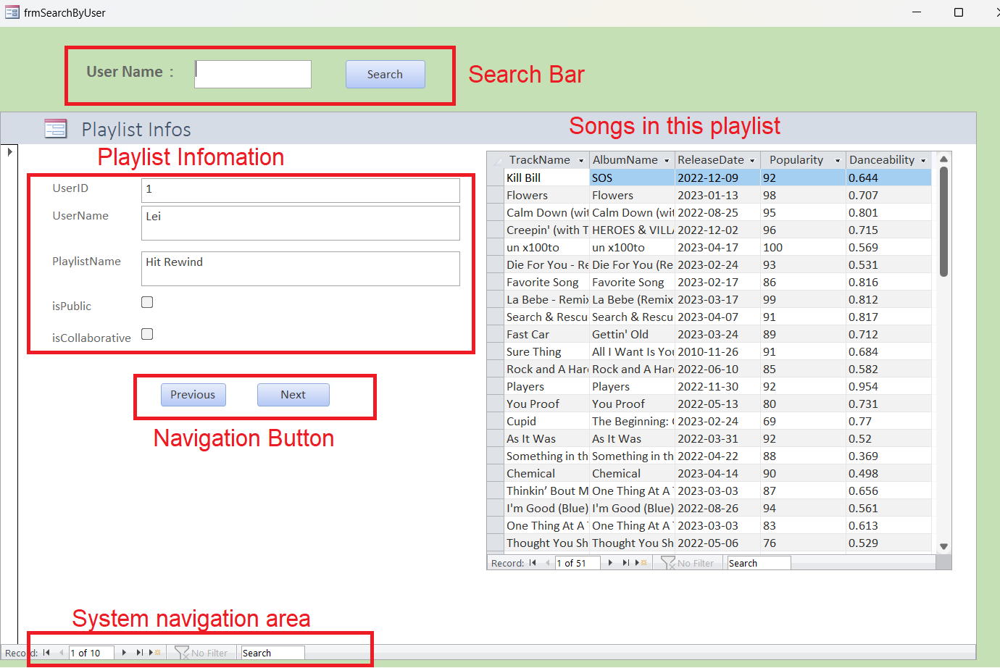 frmSearchByUser
User Name :
Search
Search Bar
Playlist Infos
Songs in this playlist
Playlist Infomation
UserID
1
UserName
Lei
PlaylistName
Hit Rewind
isPublic
isCollaborative
Previous
Next
Navigation Button
TrackName AlbumName ReleaseDate Popularity Danceability
Kill Bill SOS 2022-12-09 92 0.644
Flowers Flowers 2023-01-13 98 0.707
Calm Down (wit Calm Down (wit 2022-08-25 95 0.801
Creepin' (with T HEROES & VILLA 2022-12-02 96 0.715
un x100to un x100to 2023-04-17 100 0.569
Die For You - Re Die For You (Re 2023-02-24 93 0.531
Favorite Song Favorite Song 2023-02-17 86 0.816
La Bebe - Remix La Bebe (Remix 2023-03-17 99 0.812
Search & Rescu Search & Rescu 2023-04-07 91 0.817
Fast Car Gettin' Old 2023-03-24 89 0.712
Sure Thing All I Want Is You 2010-11-26 91 0.684
Rock and A Hard Rock and A Hard 2022-06-10 85 0.582
Players Players 2022-11-30 92 0.954
You Proof You Proof 2022-05-13 80 0.731
Cupid The Beginning: C 2023-02-24 69 0.77
As It Was As It Was 2022-03-31 92 0.52
Something in th Something in th 2022-04-22 88 0.369
Chemical Chemical 2023-04-14 90 0.498
Thinkin’ Bout M One Thing At A T 2023-03-03 87 0.656
I'm Good (Blue) I'm Good (Blue) 2022-08-26 94 0.561
One Thing At A T One Thing At A T 2023-03-03 83 0.613
Thought You Sh Thought You Sh 2022-05-06 76 0.529
Record: 1 of 51 No Filter Search
System navigation area
Record: 1 of 10 No Filter Search